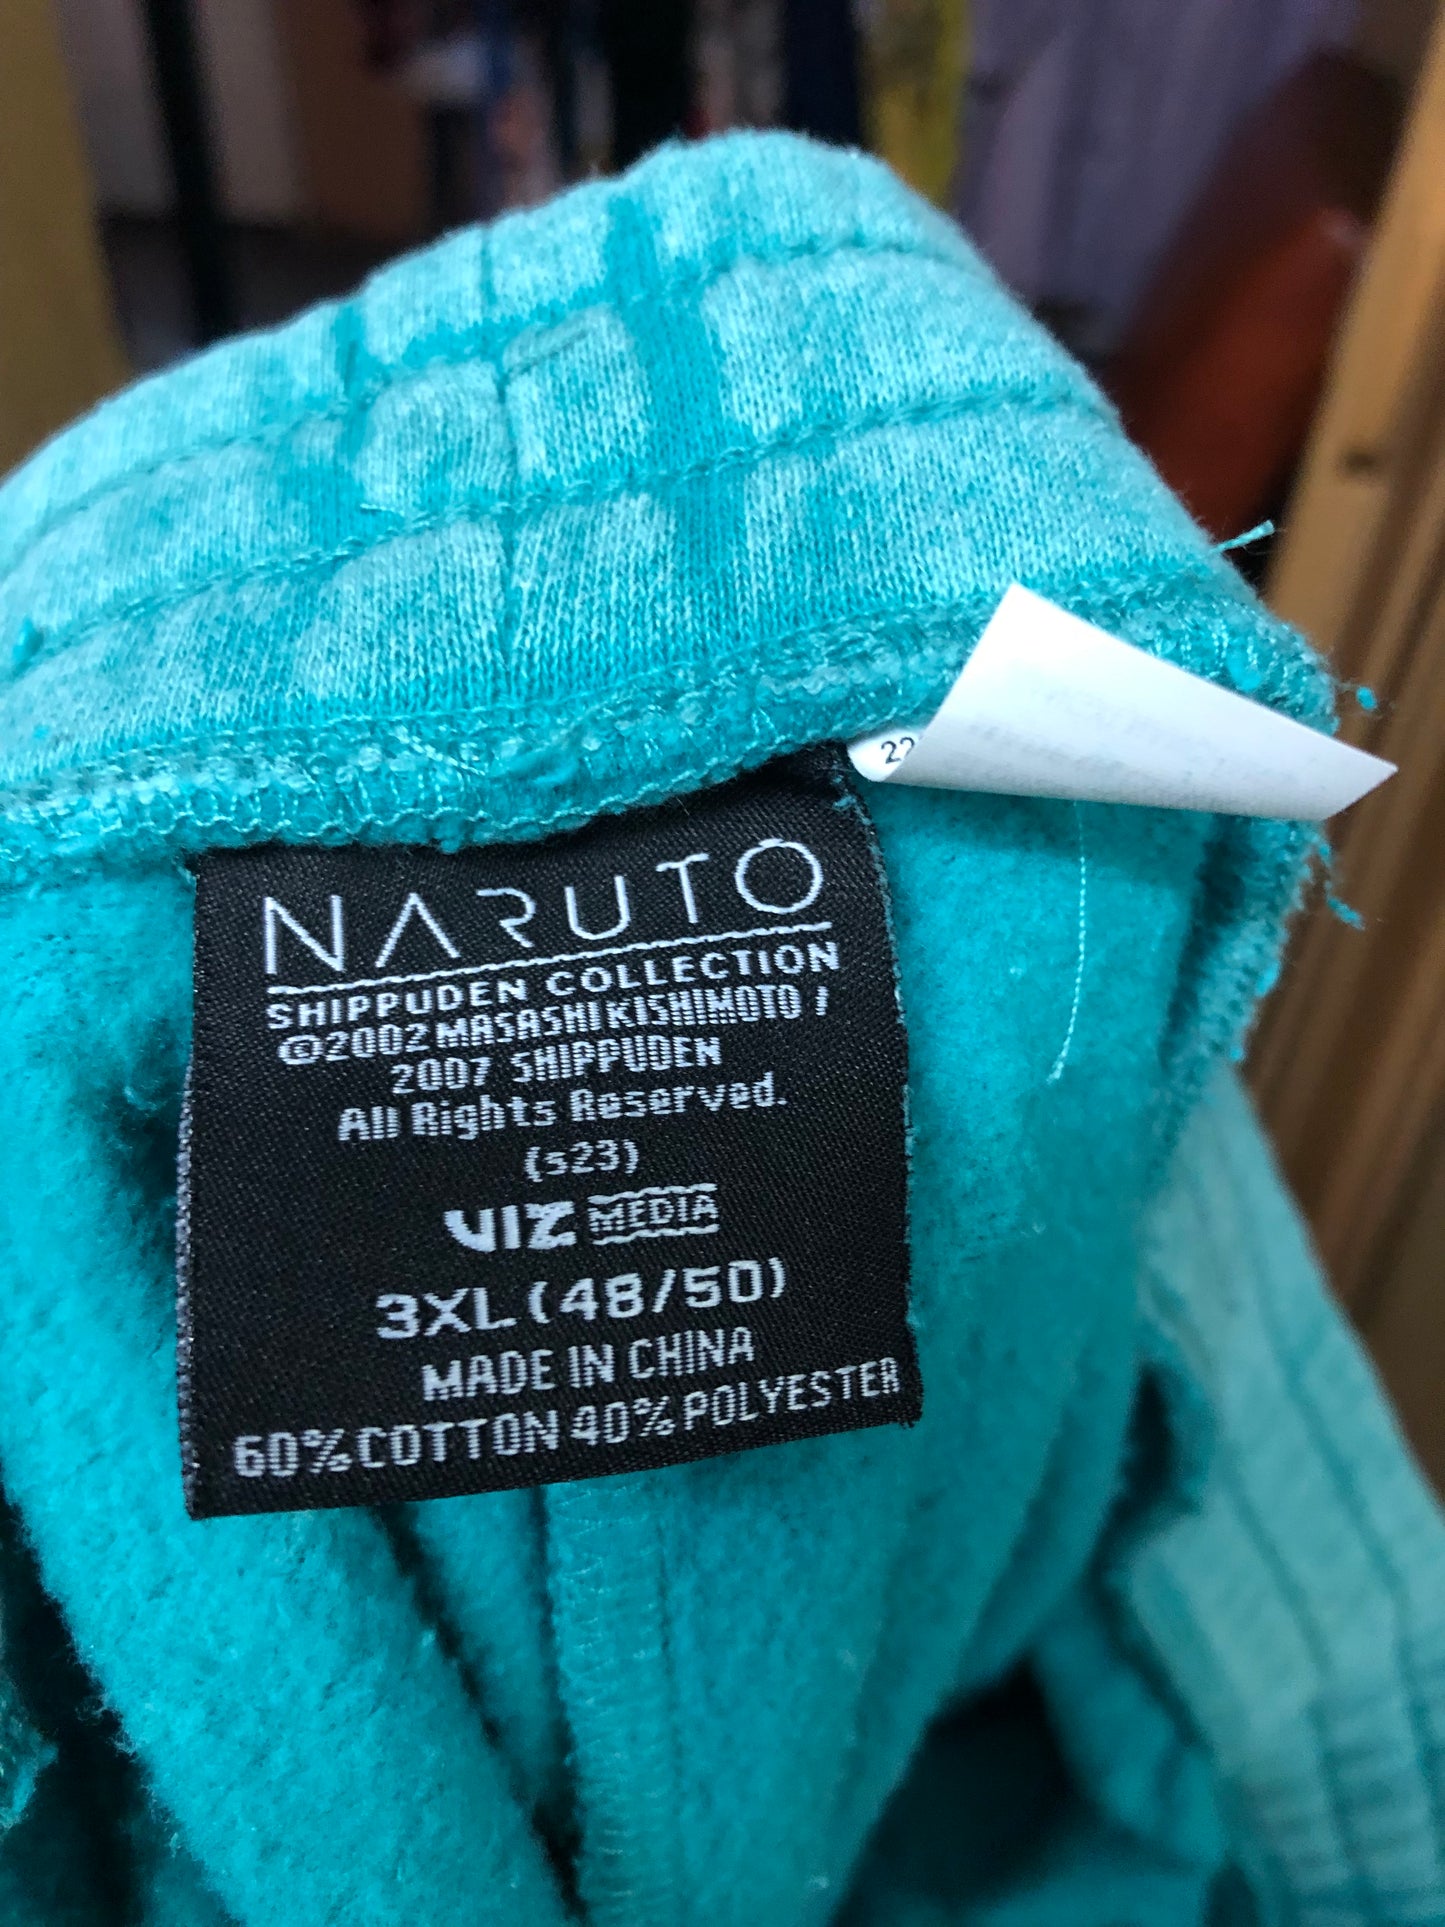 22
NARUTO
SHIPPUDEN COLLECTION
©2002 MASASHI KISHIMOTO /
2007 SHIPPUDEN
All Rights Reserved.
(s23)
VIZ MEDIA
3XL(48/50)
MADE IN CHINA
60%COTTON 40%POLYESTER